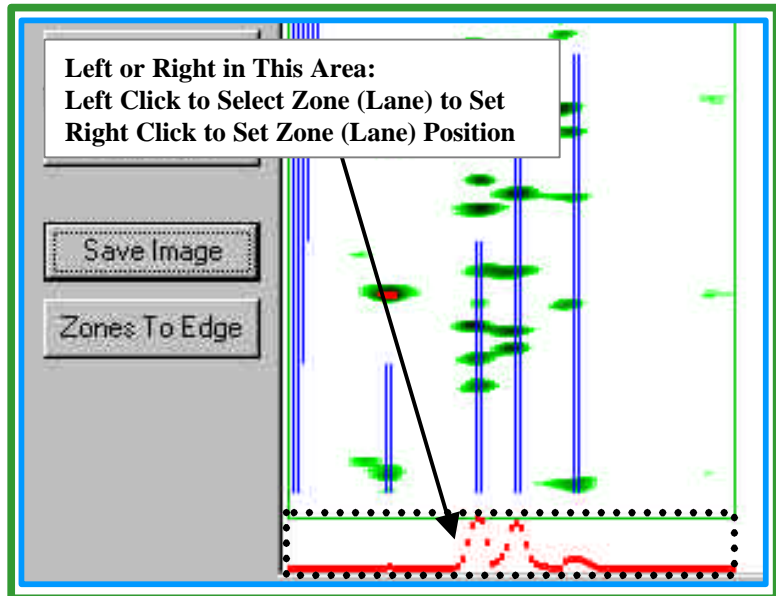 Left or Right in This Area:
Left Click to Select Zone (Lane) to Set
Right Click to Set Zone (Lane) Position
Save Image
Zones To Edge